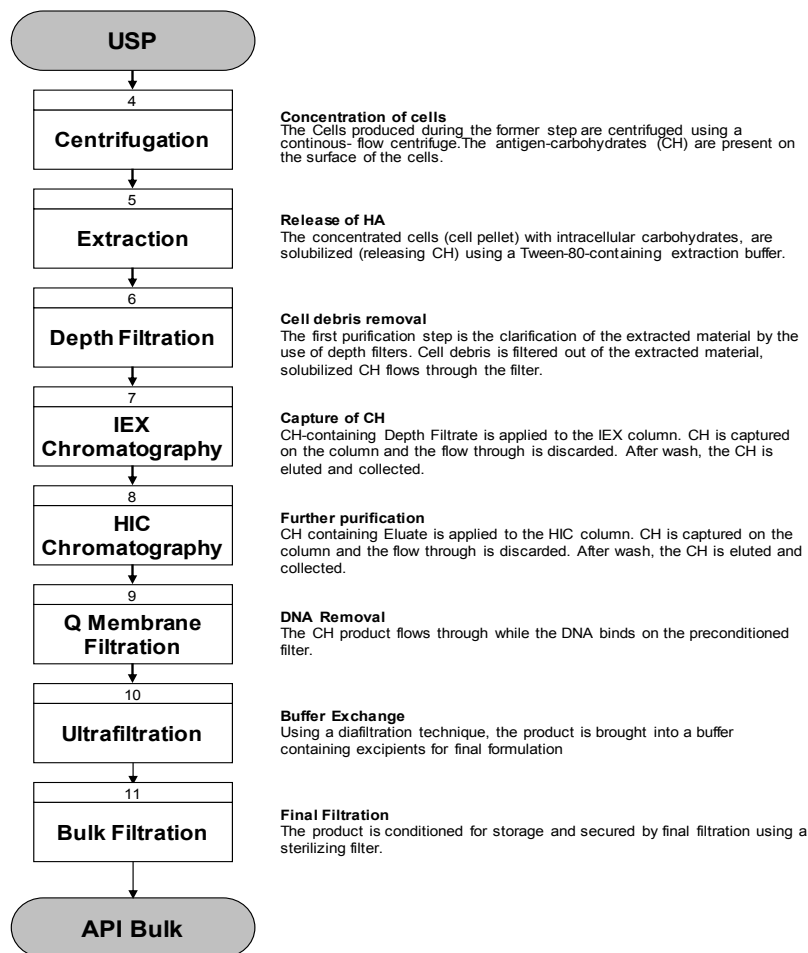 USP
4
Centrifugation
Concentration of cells
The Cells produced during the former step are centrifuged using a
continous- flow centrifuge.The antigen-carbohydrates (CH) are present on
the surface of the cells.
5
Extraction
Release of HA
The concentrated cells (cell pellet) with intracellular carbohydrates, are
solubilized (releasing CH) using a Tween-80-containing extraction buffer.
6
Depth Filtration
Cell debris removal
The first purification step is the clarification of the extracted material by the
use of depth filters. Cell debris is filtered out of the extracted material,
solubilized CH flows through the filter.
7
IEX
Chromatography
Capture of CH
CH-containing Depth Filtrate is applied to the IEX column. CH is captured
on the column and the flow through is discarded. After wash, the CH is
eluted and collected.
8
HIC
Chromatography
Further purification
CH containing Eluate is applied to the HIC column. CH is captured on the
column and the flow through is discarded. After wash, the CH is eluted and
collected.
9
Q Membrane
Filtration
DNA Removal
The CH product flows through while the DNA binds on the preconditioned
filter.
10
Ultrafiltration
Buffer Exchange
Using a diafiltration technique, the product is brought into a buffer
containing excipients for final formulation
11
Bulk Filtration
Final Filtration
The product is conditioned for storage and secured by final filtration using a
sterilizing filter.
API Bulk